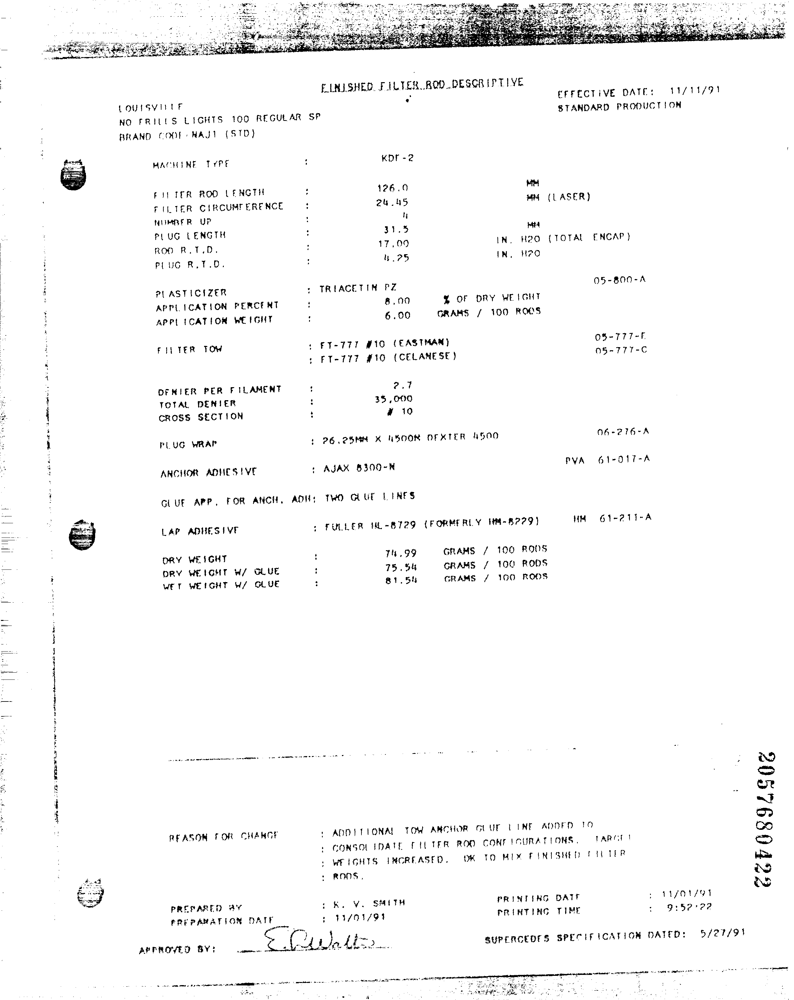 FINISHED FILTER ROD DESCRIPTIVE
EFFECTIVE DATE: 11/11/91
LOUISVILLE
STANDARD PRODUCTION
NO FRILLS LIGHTS 100 REGULAR SP
BRAND CODE-NAJ1 (STD)
MACHINE TYPE : KDF-2
FILTER ROD LENGTH : 126.0 MM
FILTER CIRCUMFERENCE : 24.45 MM (LASER)
NUMBER UP : 4
PLUG LENGTH : 31.5 MM
ROD R.T.D. : 17.00 IN. H2O (TOTAL ENCAP)
PLUG R.T.D. : 4.25 IN. H2O
PLASTICIZER : TRIACETIN PZ 05-800-A
APPLICATION PERCENT : 8.00 % OF DRY WEIGHT
APPLICATION WEIGHT : 6.00 GRAMS / 100 RODS
FILTER TOW : FT-777 #10 (EASTMAN) 05-777-E
: FT-777 #10 (CELANESE) 05-777-C
DENIER PER FILAMENT : 2.7
TOTAL DENIER : 35,000
CROSS SECTION : # 10
PLUG WRAP : 26.25MM X 4500M DEXTER 4500 06-276-A
ANCHOR ADHESIVE : AJAX 8300-N PVA 61-017-A
GLUE APP. FOR ANCH. ADH: TWO GLUE LINES
LAP ADHESIVE : FULLER HL-8729 (FORMERLY HM-8229) HM 61-211-A
DRY WEIGHT : 74.99 GRAMS / 100 RODS
DRY WEIGHT W/ GLUE : 75.54 GRAMS / 100 RODS
WET WEIGHT W/ GLUE : 81.54 GRAMS / 100 RODS
2057680422
REASON FOR CHANGE : ADDITIONAL TOW ANCHOR GLUE LINE ADDED TO
: CONSOLIDATE FILTER ROD CONFIGURATIONS. TARGET
: WEIGHTS INCREASED. OK TO MIX FINISHED FILTER
: RODS.
PREPARED BY : K. V. SMITH PRINTING DATE : 11/01/91
PREPARATION DATE : 11/01/91 PRINTING TIME : 9:52:22
APPROVED BY: E.P. Walts SUPERCEDES SPECIFICATION DATED: 5/27/91